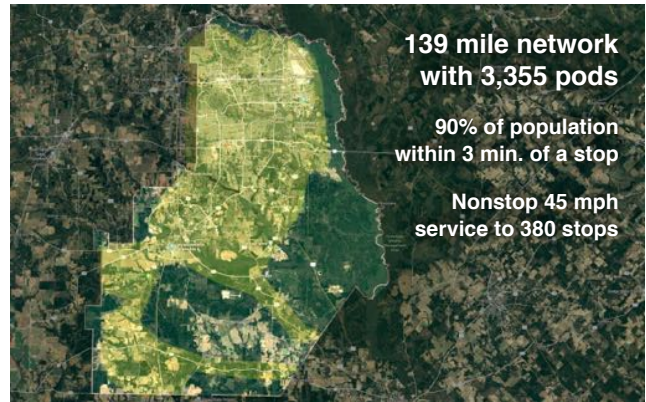 139 mile network
with 3,355 pods
90% of population
within 3 min. of a stop
Nonstop 45 mph
service to 380 stops